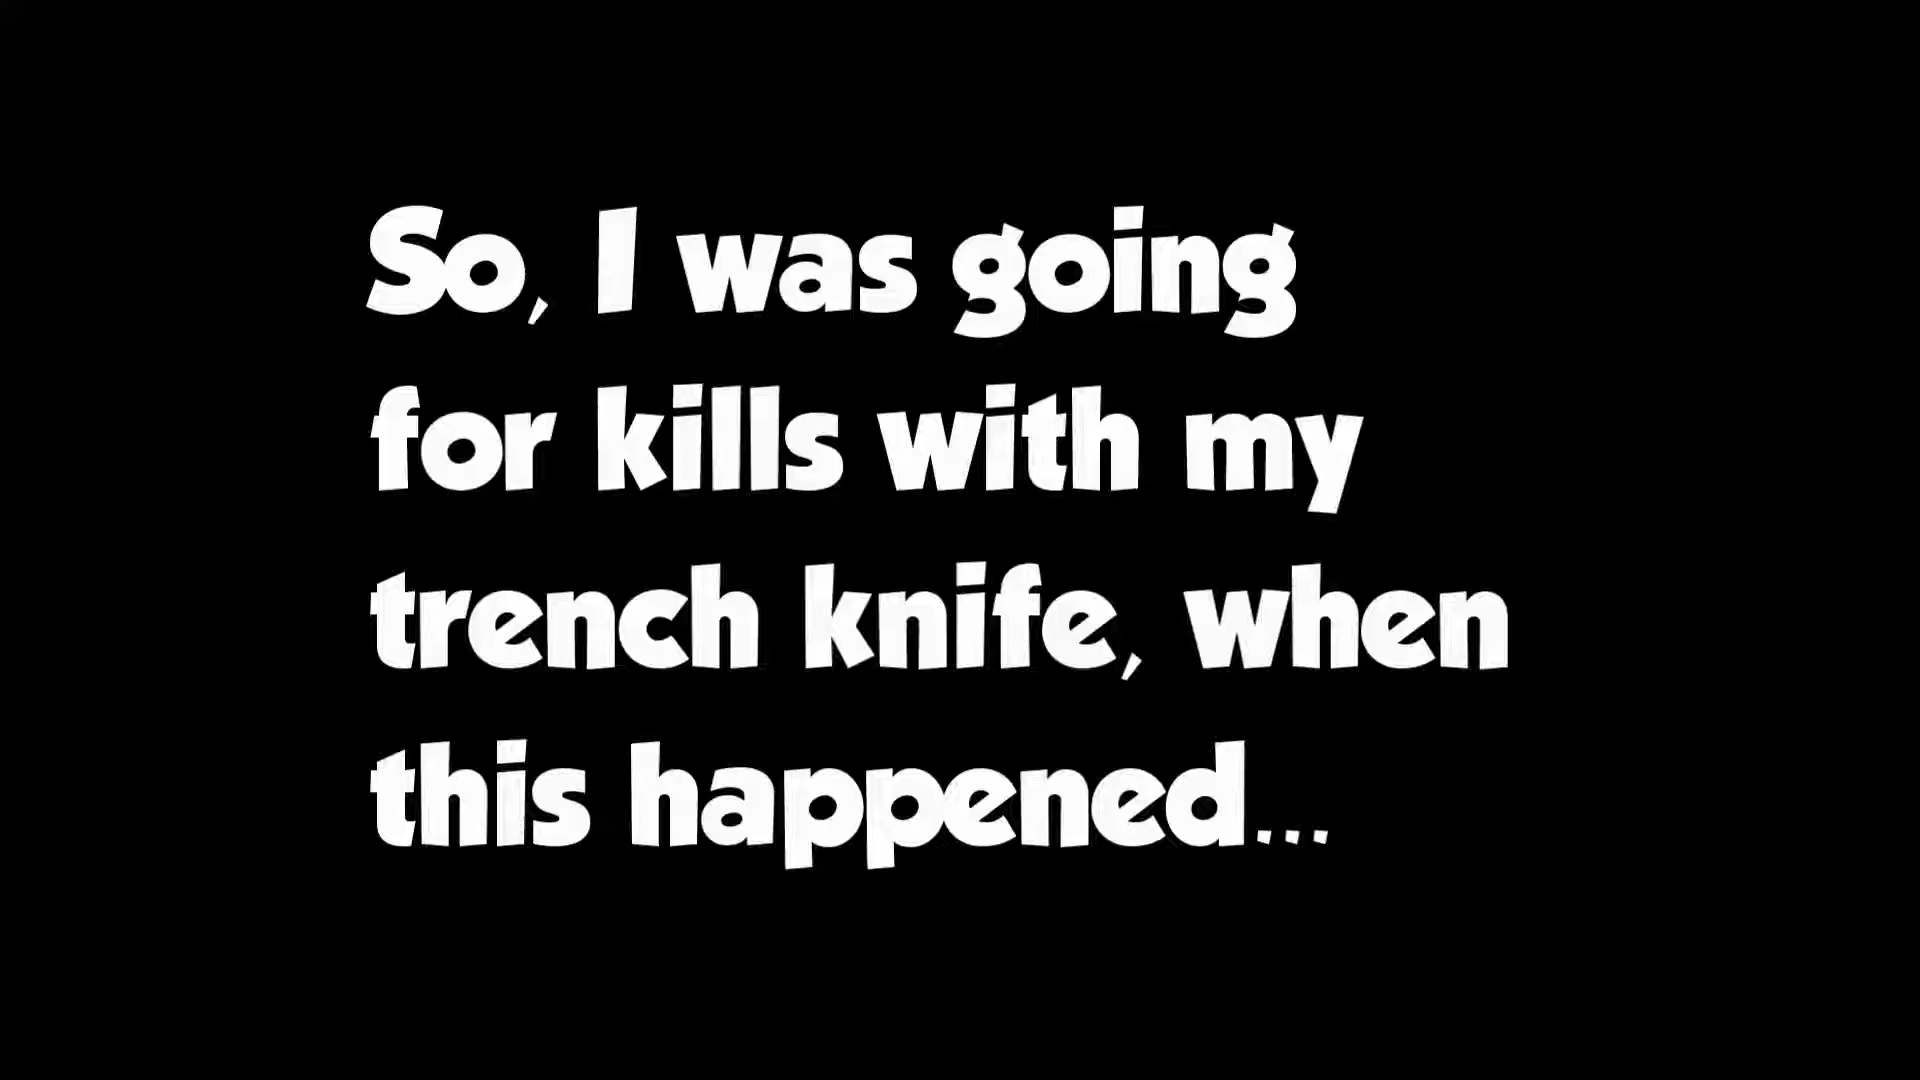 So, I was going
for kills with my
trench knife, when
this happened...